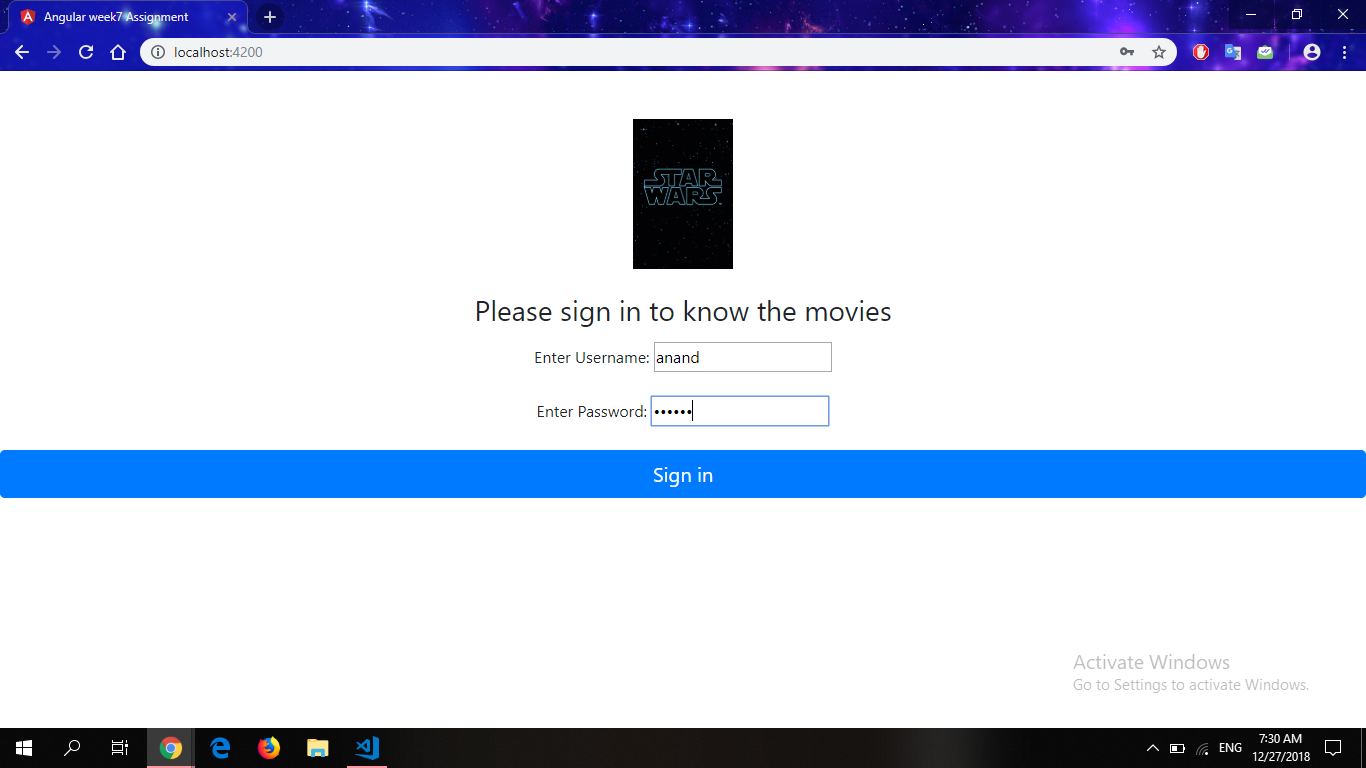 Angular week7 Assignment
localhost:4200
STAR
WARS
Please sign in to know the movies
Enter Username: anand
Enter Password: ••••••
Sign in
Activate Windows
Go to Settings to activate Windows.
ENG
7:30 AM
12/27/2018